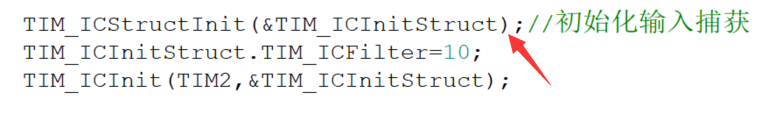 TIM_ICStructInit(&TIM_ICInitStruct);//初始化输入捕获
TIM_ICInitStruct.TIM_ICFilter=10;
TIM_ICInit(TIM2,&TIM_ICInitStruct);